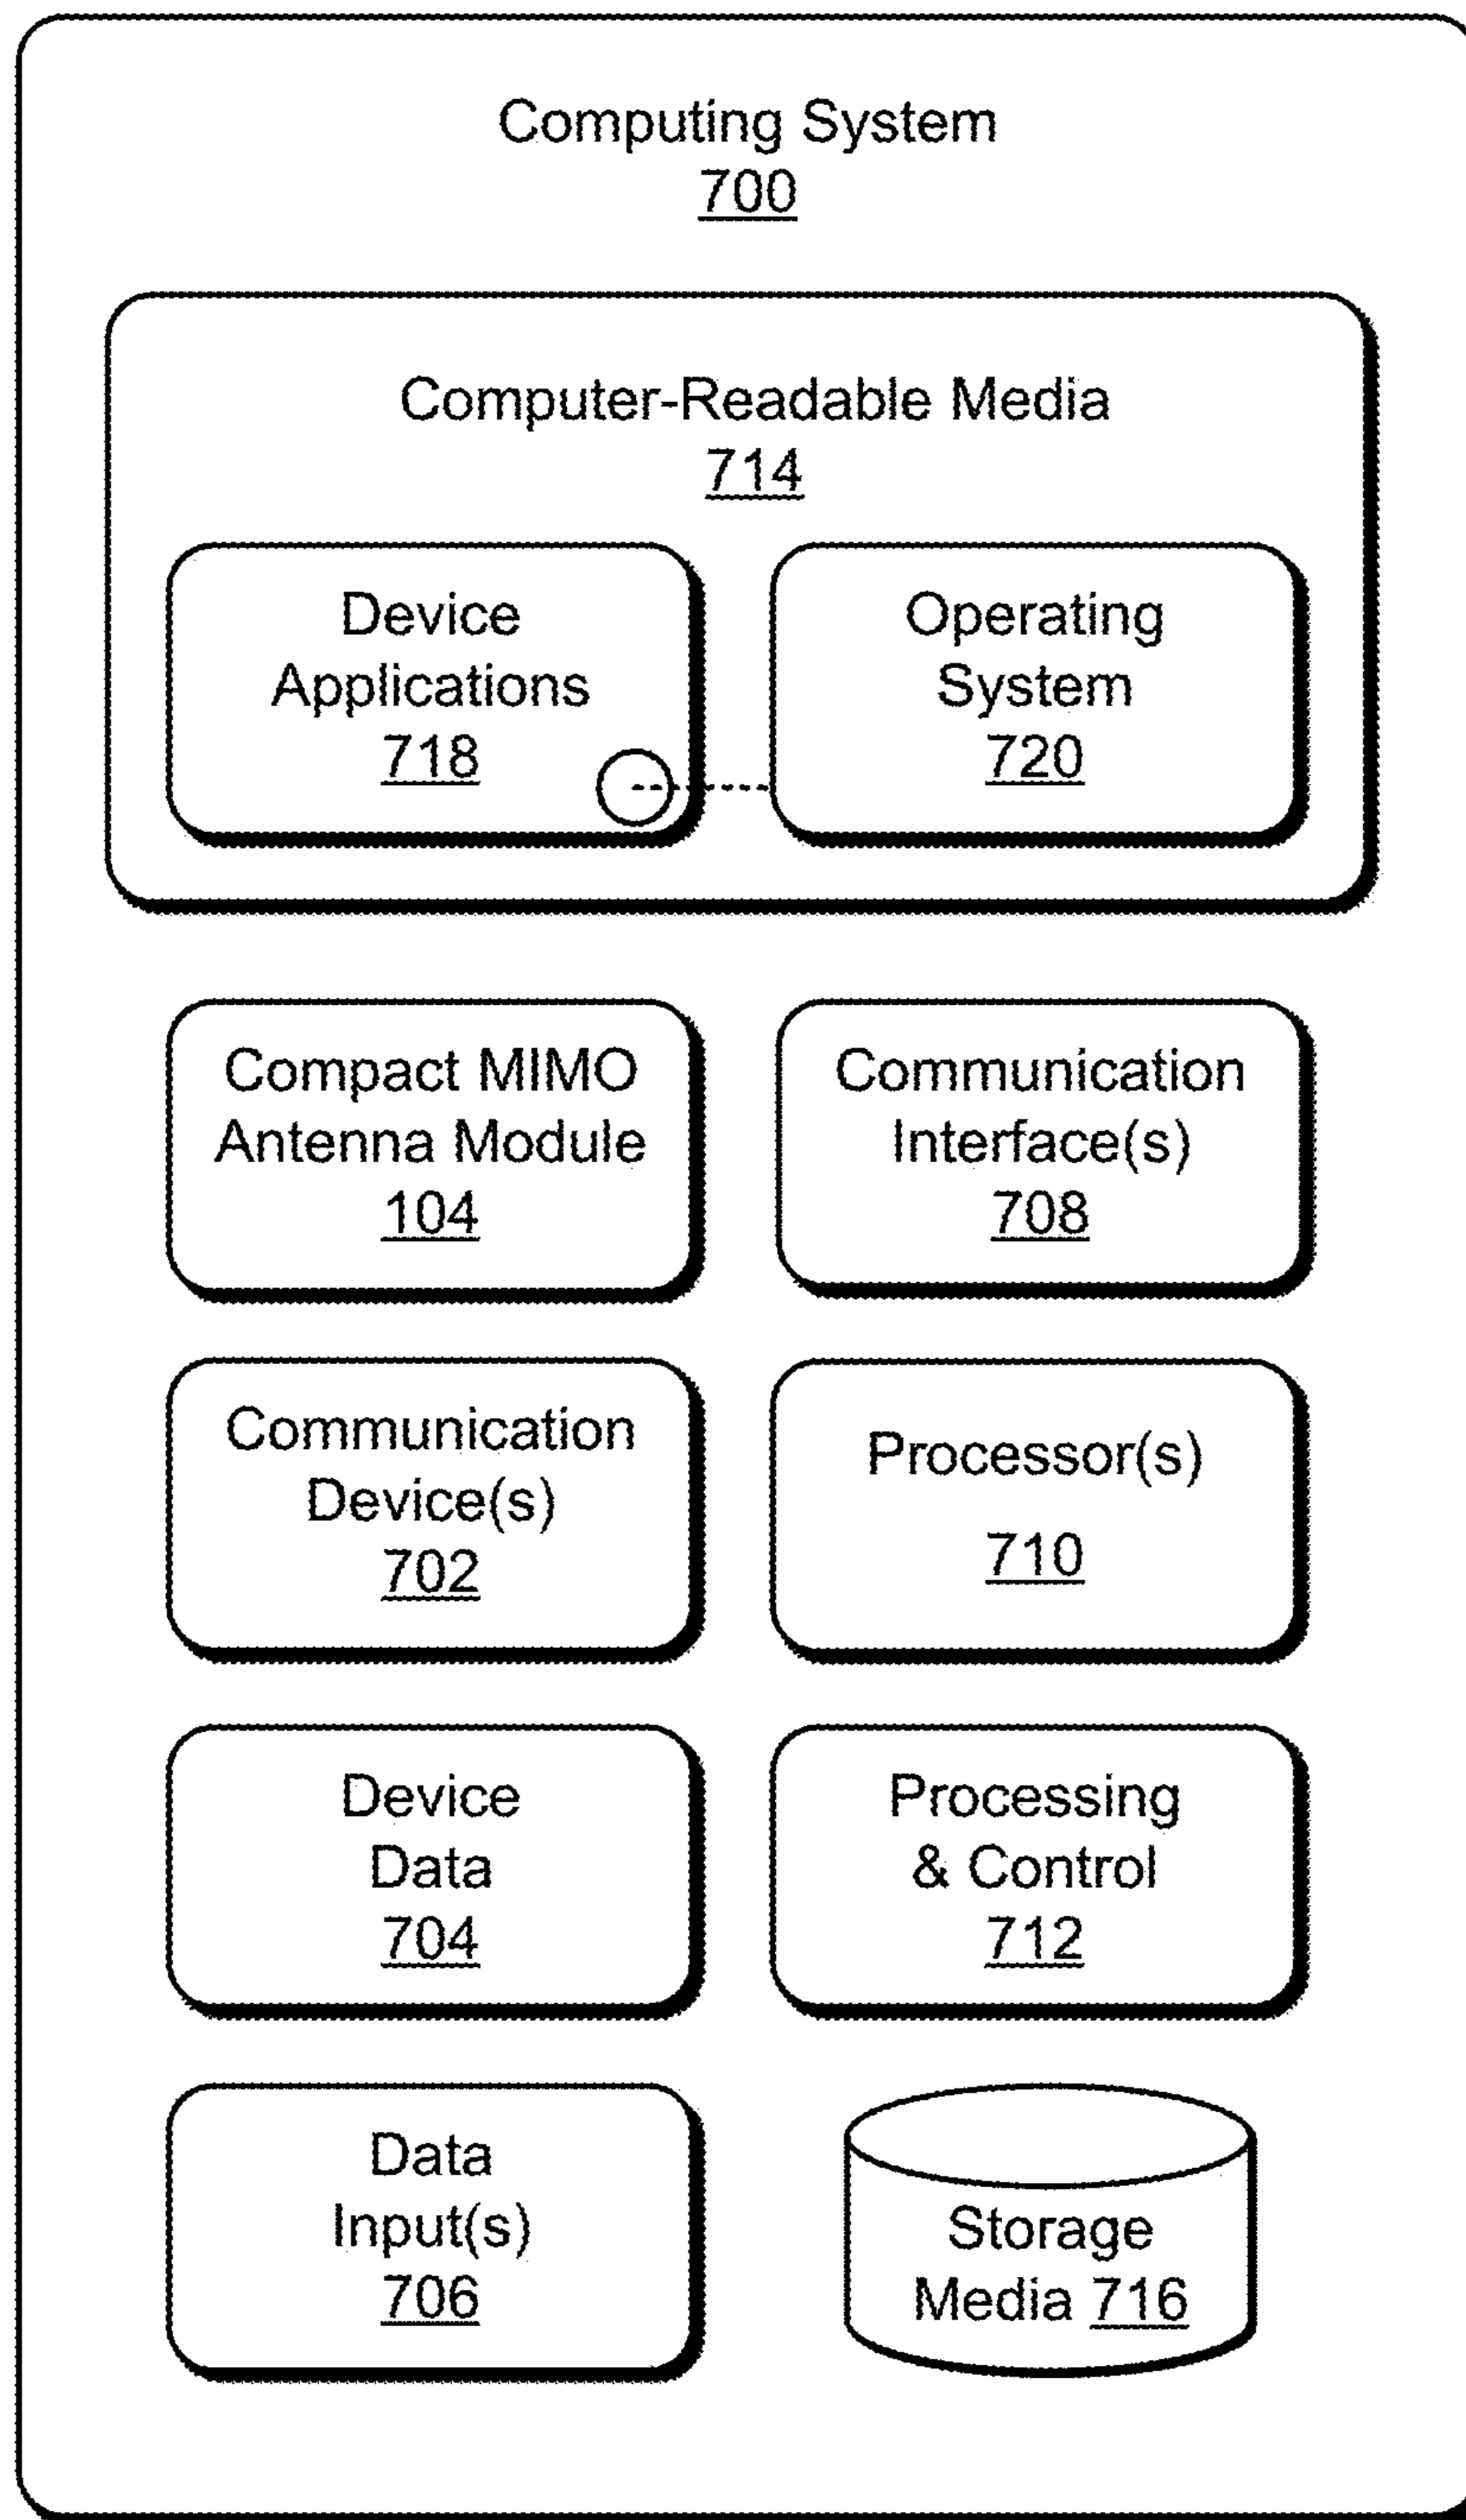 Computing System
700
Computer-Readable Media
714
Device
Applications
718
Operating
System
720
Compact MIMO
Antenna Module
104
Communication
Interface(s)
708
Communication
Device(s)
702
Processor(s)
710
Device
Data
704
Processing
& Control
712
Data
Input(s)
706
Storage
Media 716